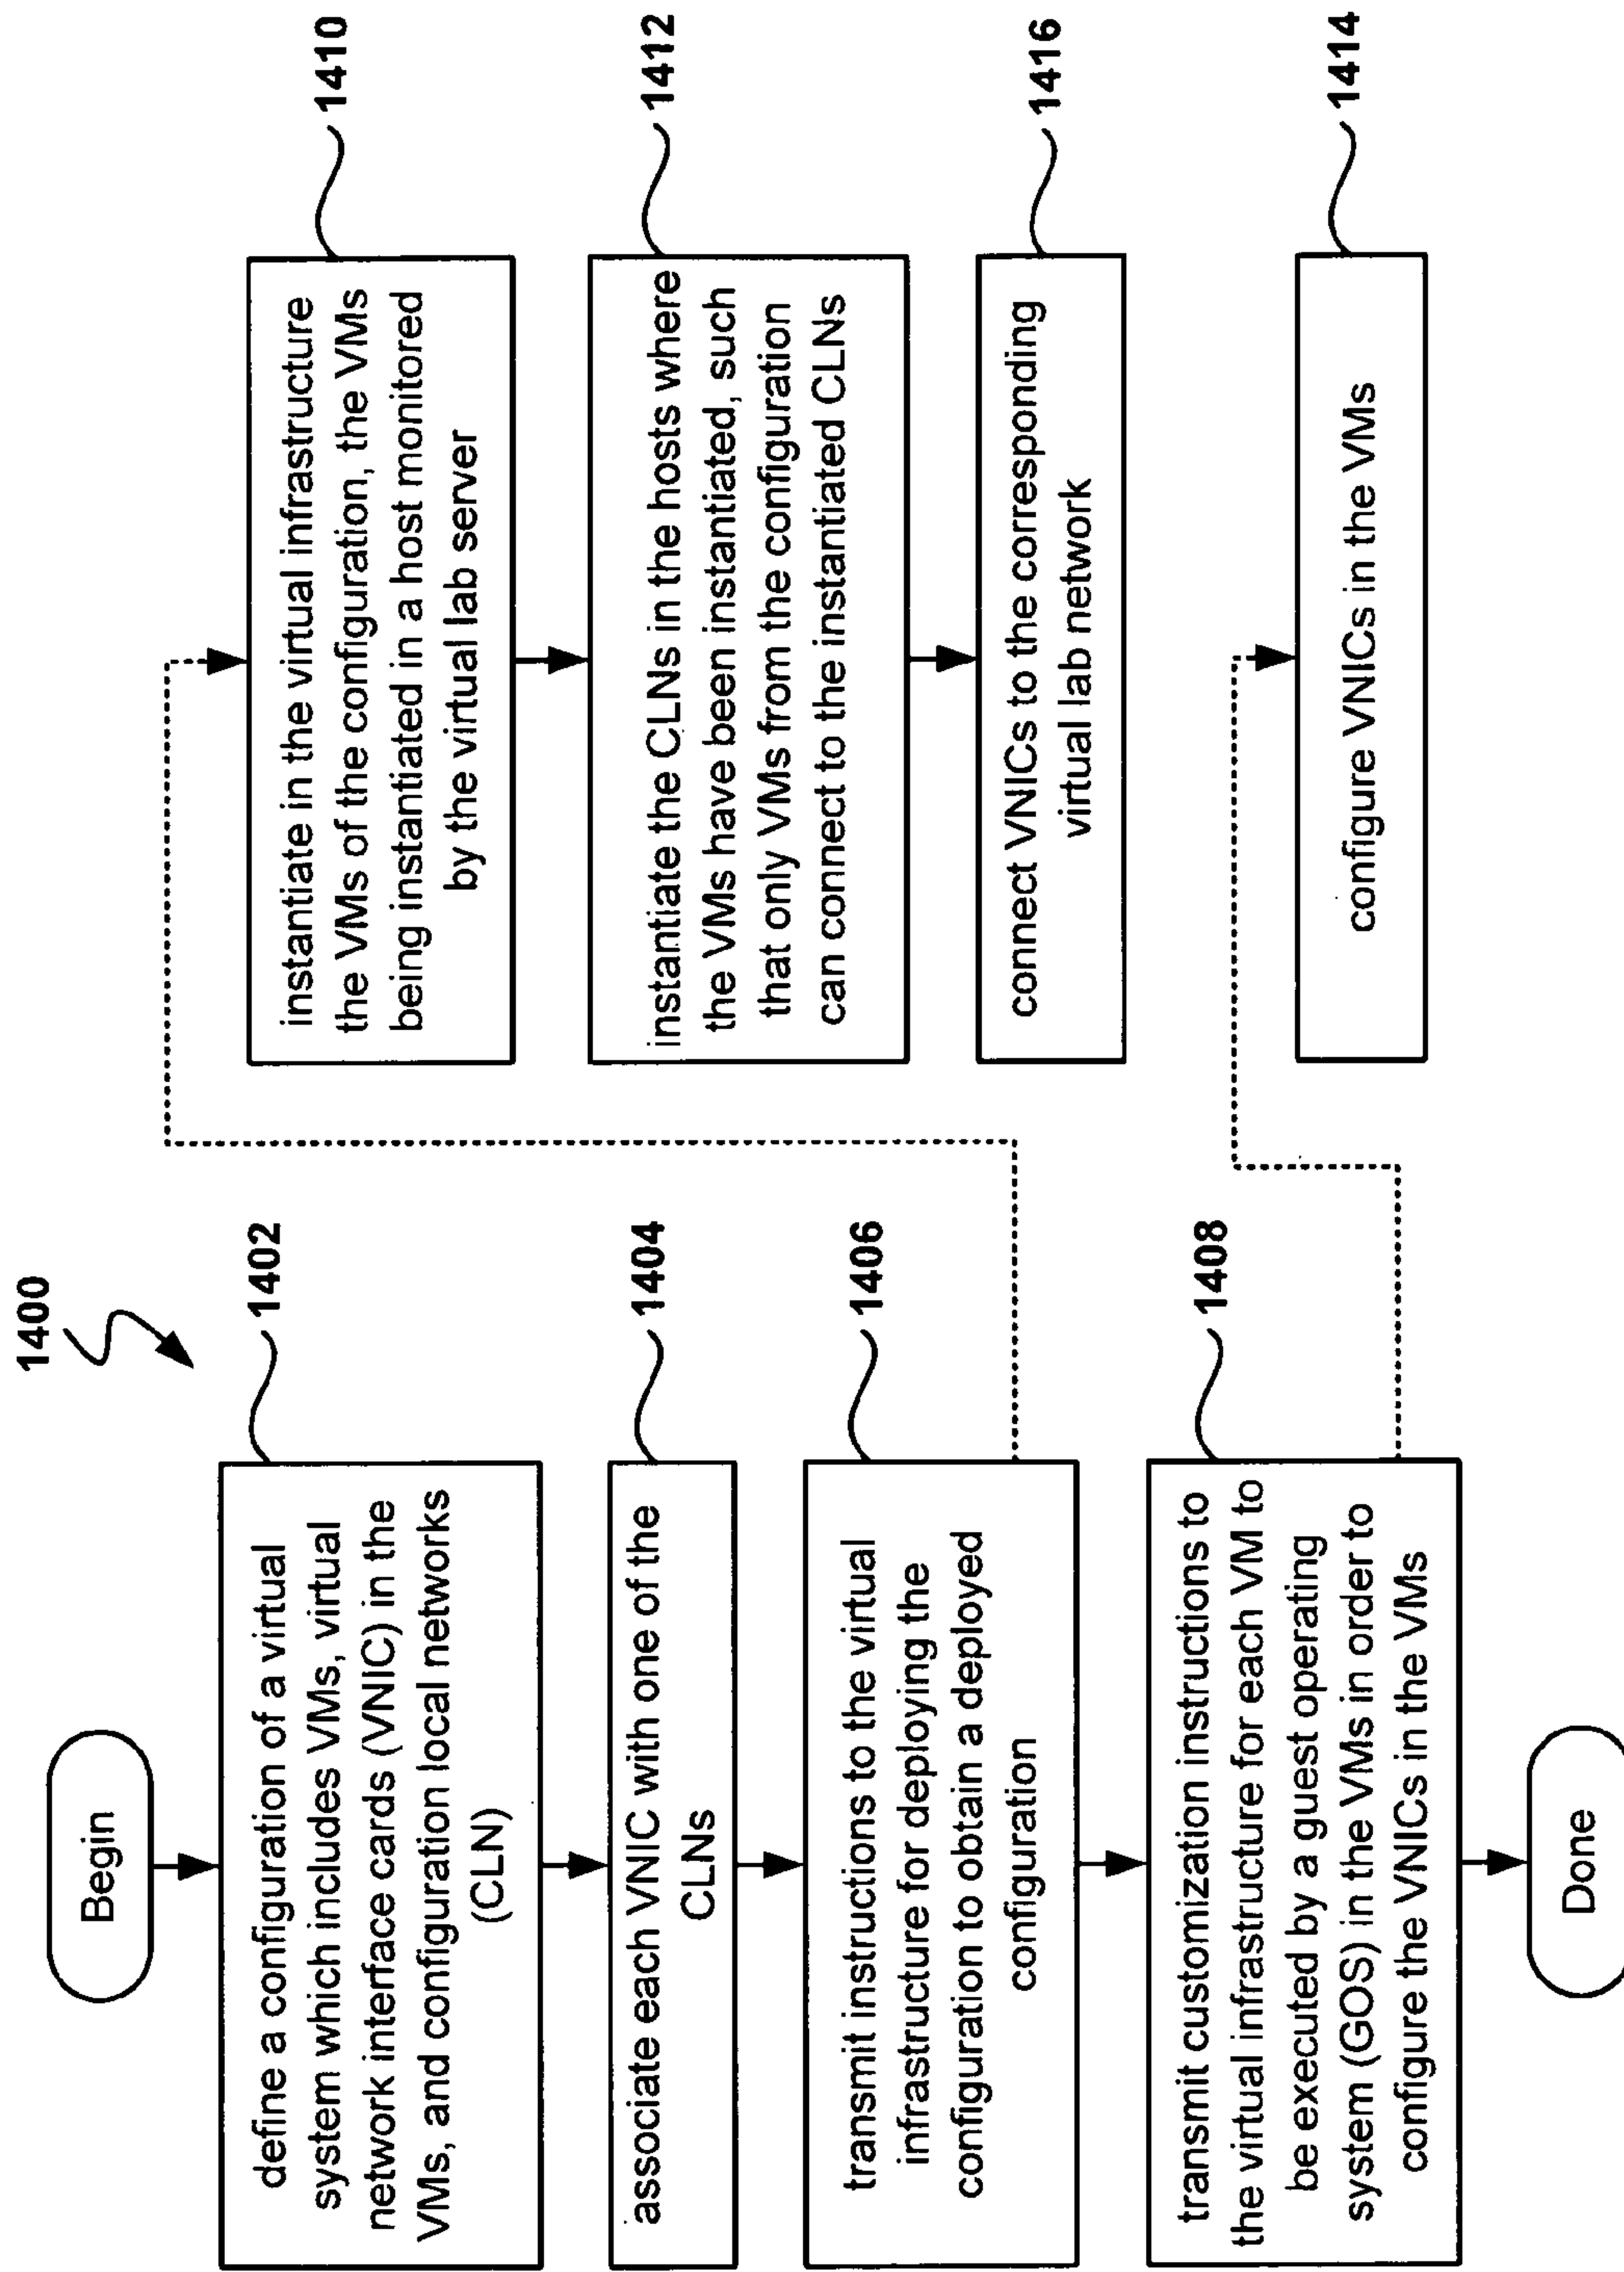 1400
Begin
1402
define a configuration of a virtual
system which includes VMs, virtual
network interface cards (VNIC) in the
VMs, and configuration local networks
(CLN)
1404
associate each VNIC with one of the
CLNs
1406
transmit instructions to the virtual
infrastructure for deploying the
configuration to obtain a deployed
configuration
1408
transmit customization instructions to
the virtual infrastructure for each VM to
be executed by a guest operating
system (GOS) in the VMs in order to
configure the VNICs in the VMs
Done
1410
instantiate in the virtual infrastructure
the VMs of the configuration, the VMs
being instantiated in a host monitored
by the virtual lab server
1412
instantiate the CLNs in the hosts where
the VMs have been instantiated, such
that only VMs from the configuration
can connect to the instantiated CLNs
1416
connect VNICs to the corresponding
virtual lab network
1414
configure VNICs in the VMs